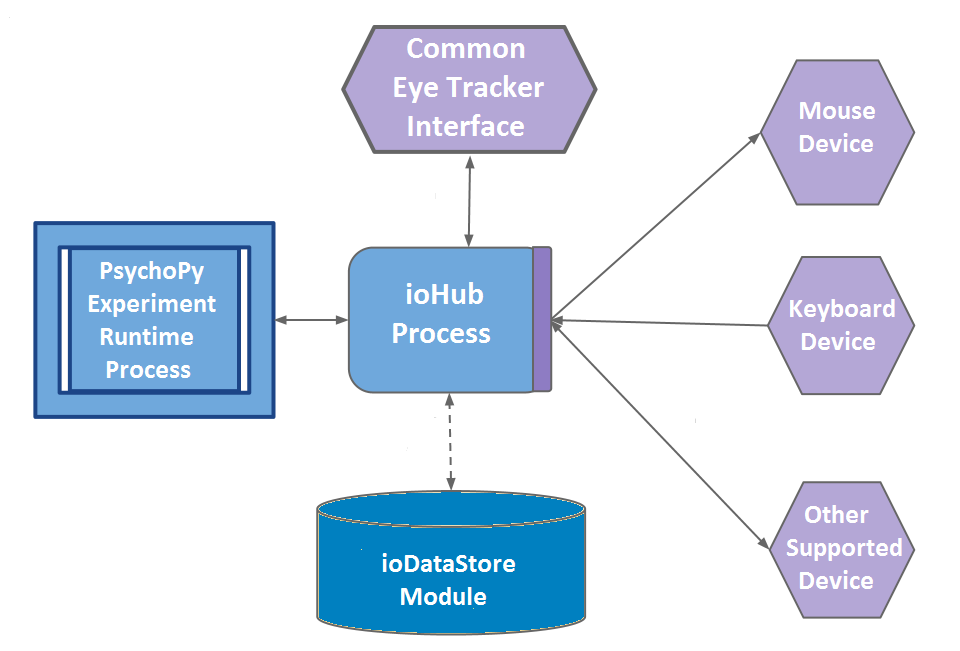 Common
Eye Tracker
Interface
Mouse
Device
PsychoPy
Experiment
Runtime
Process
ioHub
Process
Keyboard
Device
ioDataStore
Module
Other
Supported
Device